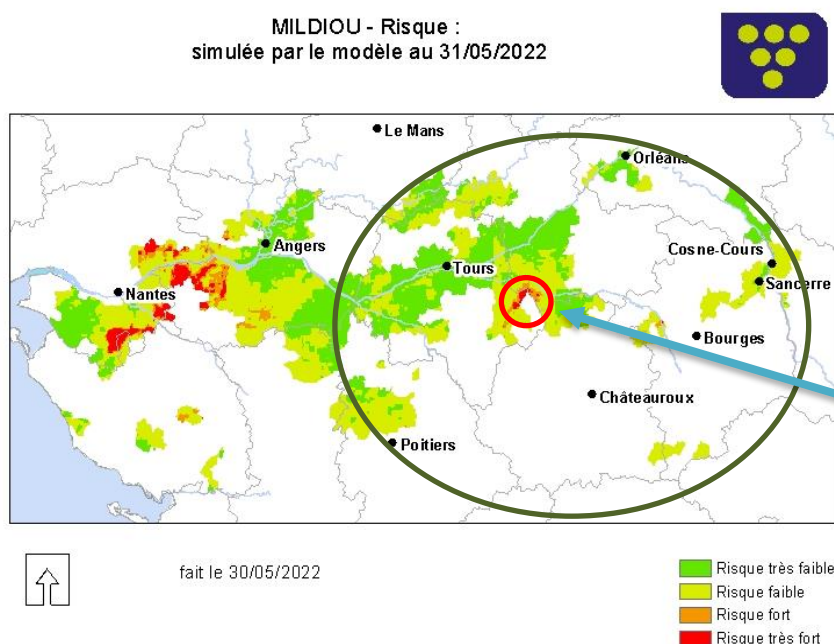 MILDIOU - Risque :
simulée par le modèle au 31/05/2022
Le Mans
Orléans
Angers
Cosne-Cours
Tours
Sancerre
Nantes
Bourges
Châteauroux
Poitiers
fait le 30/05/2022
Risque très faible
Risque faible
Risque fort
Risque très fort